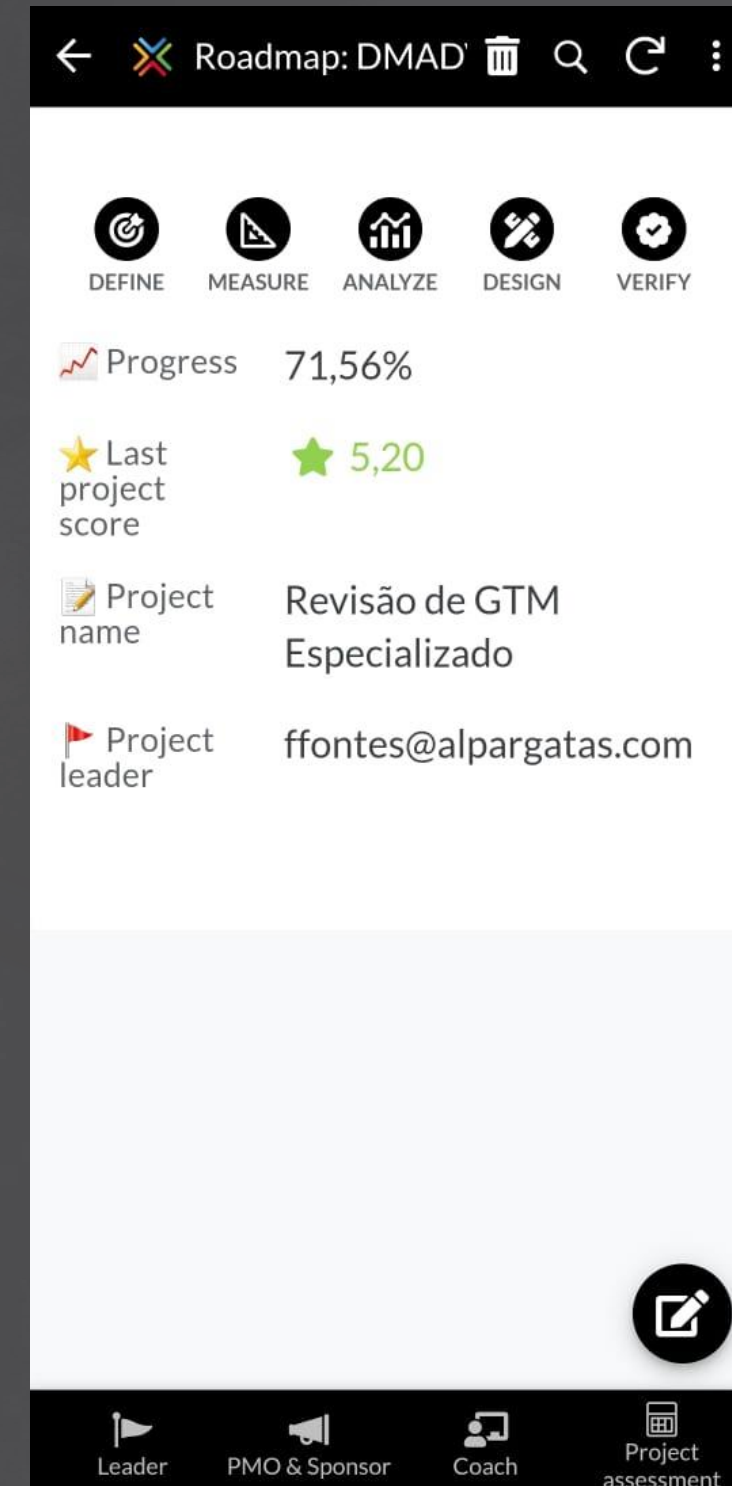 Roadmap: DMADV
DEFINE MEASURE ANALYZE DESIGN VERIFY
Progress 71,56%
Last project score 5,20
Project name Revisão de GTM
Especializado
Project leader ffontes@alpargatas.com
Leader PMO & Sponsor Coach Project assessment